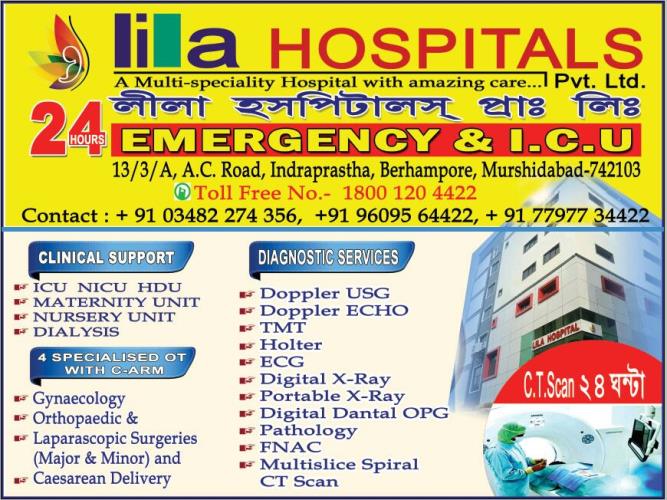 lila HOSPITALS
A Multi-speciality Hospital with amazing care... Pvt. Ltd.
লীলা হসপিটালস্ প্রাঃ লিঃ
24 HOURS
EMERGENCY & I.C.U
13/3/A, A.C. Road, Indraprastha, Berhampore, Murshidabad-742103
Toll Free No.- 1800 120 4422
Contact : + 91 03482 274 356, +91 96095 64422, + 91 77977 34422
CLINICAL SUPPORT
ICU NICU HDU
MATERNITY UNIT
NURSERY UNIT
DIALYSIS
4 SPECIALISED OT
WITH C-ARM
Gynaecology
Orthopaedic &
Laparascopic Surgeries
(Major & Minor) and
Caesarean Delivery
DIAGNOSTIC SERVICES
Doppler USG
Doppler ECHO
TMT
Holter
ECG
Digital X-Ray
Portable X-Ray
Digital Dantal OPG
Pathology
FNAC
Multislice Spiral
CT Scan
LILA HOSPITAL
C.T.Scan ২৪ ঘন্টা